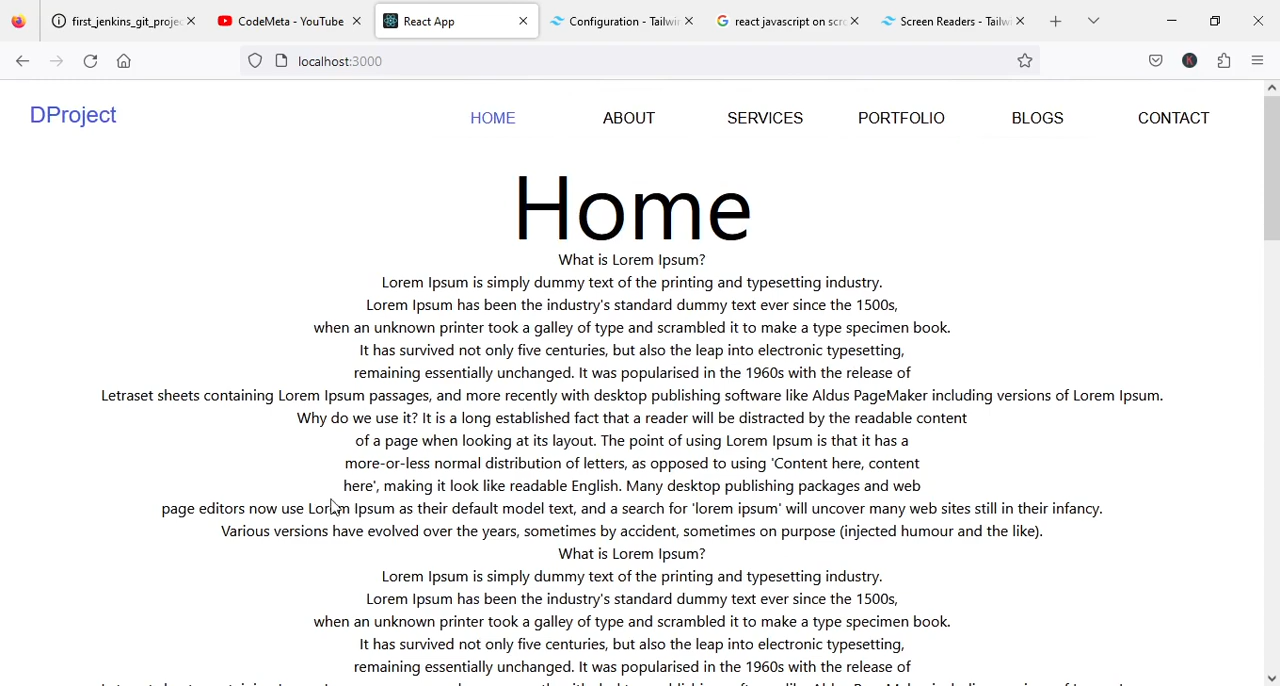 first_jenkins_git_projec
CodeMeta - YouTube
React App
Configuration - Tailwin
react javascript on scro
Screen Readers - Tailwi
localhost:3000
K
DProject
HOME ABOUT SERVICES PORTFOLIO BLOGS CONTACT
Home
What is Lorem Ipsum?
Lorem Ipsum is simply dummy text of the printing and typesetting industry.
Lorem Ipsum has been the industry's standard dummy text ever since the 1500s,
when an unknown printer took a galley of type and scrambled it to make a type specimen book.
It has survived not only five centuries, but also the leap into electronic typesetting,
remaining essentially unchanged. It was popularised in the 1960s with the release of
Letraset sheets containing Lorem Ipsum passages, and more recently with desktop publishing software like Aldus PageMaker including versions of Lorem Ipsum.
Why do we use it? It is a long established fact that a reader will be distracted by the readable content
of a page when looking at its layout. The point of using Lorem Ipsum is that it has a
more-or-less normal distribution of letters, as opposed to using 'Content here, content
here', making it look like readable English. Many desktop publishing packages and web
page editors now use Lorem Ipsum as their default model text, and a search for 'lorem ipsum' will uncover many web sites still in their infancy.
Various versions have evolved over the years, sometimes by accident, sometimes on purpose (injected humour and the like).
What is Lorem Ipsum?
Lorem Ipsum is simply dummy text of the printing and typesetting industry.
Lorem Ipsum has been the industry's standard dummy text ever since the 1500s,
when an unknown printer took a galley of type and scrambled it to make a type specimen book.
It has survived not only five centuries, but also the leap into electronic typesetting,
remaining essentially unchanged. It was popularised in the 1960s with the release of